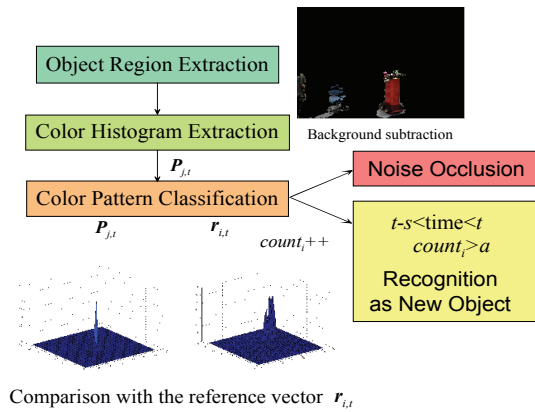 Object Region Extraction
Color Histogram Extraction
Background subtraction
P_{j,t}
Noise Occlusion
Color Pattern Classification
P_{j,t} r_{i,t}
count_i++
t-s<time<t
count_i>a
Recognition
as New Object
Comparison with the reference vector r_{i,t}